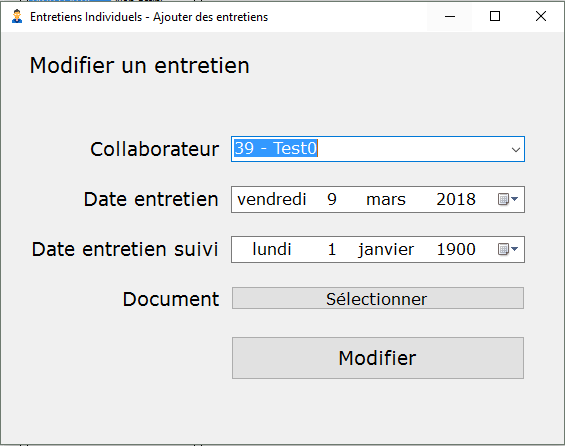 Entretiens Individuels - Ajouter des entretiens
Modifier un entretien
Collaborateur 39 - Test0
Date entretien vendredi 9 mars 2018
Date entretien suivi lundi 1 janvier 1900
Document Sélectionner
Modifier